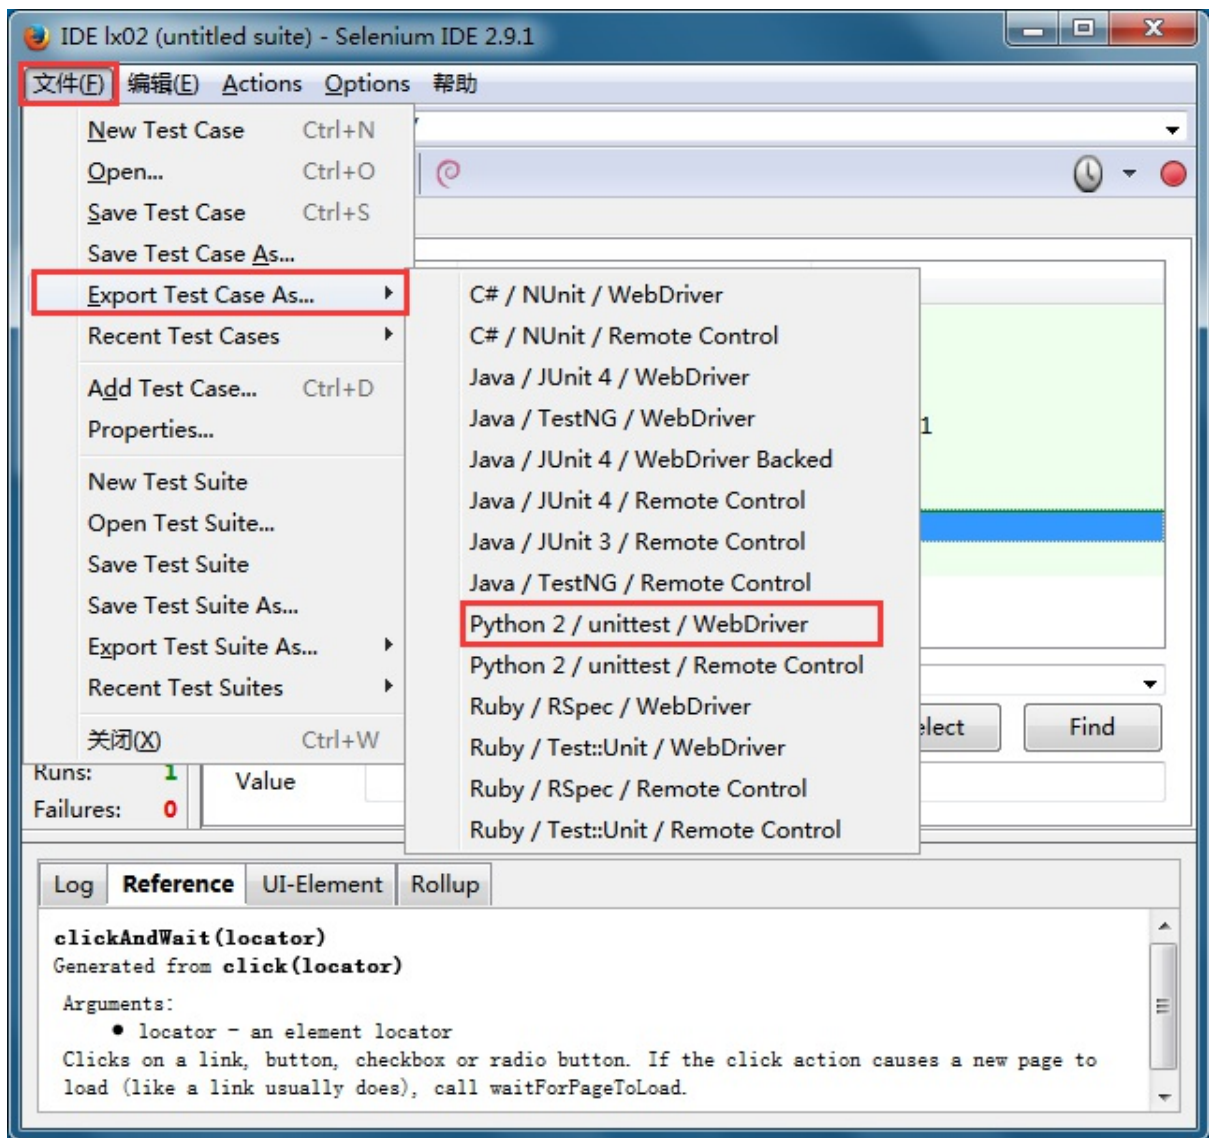 IDE lx02 (untitled suite) - Selenium IDE 2.9.1
文件(F) 编辑(E) Actions Options 帮助
New Test Case Ctrl+N
Open... Ctrl+O
Save Test Case Ctrl+S
Save Test Case As...
Export Test Case As...
Recent Test Cases
Add Test Case... Ctrl+D
Properties...
New Test Suite
Open Test Suite...
Save Test Suite
Save Test Suite As...
Export Test Suite As...
Recent Test Suites
关闭(X) Ctrl+W
C# / NUnit / WebDriver
C# / NUnit / Remote Control
Java / JUnit 4 / WebDriver
Java / TestNG / WebDriver
Java / JUnit 4 / WebDriver Backed
Java / JUnit 4 / Remote Control
Java / JUnit 3 / Remote Control
Java / TestNG / Remote Control
Python 2 / unittest / WebDriver
Python 2 / unittest / Remote Control
Ruby / RSpec / WebDriver
Ruby / Test::Unit / WebDriver
Ruby / RSpec / Remote Control
Ruby / Test::Unit / Remote Control
1
Find
Runs: 1
Failures: 0
Value
Log Reference UI-Element Rollup
clickAndWait(locator)
Generated from click(locator)
Arguments:
• locator - an element locator
Clicks on a link, button, checkbox or radio button. If the click action causes a new page to
load (like a link usually does), call waitForPageToLoad.